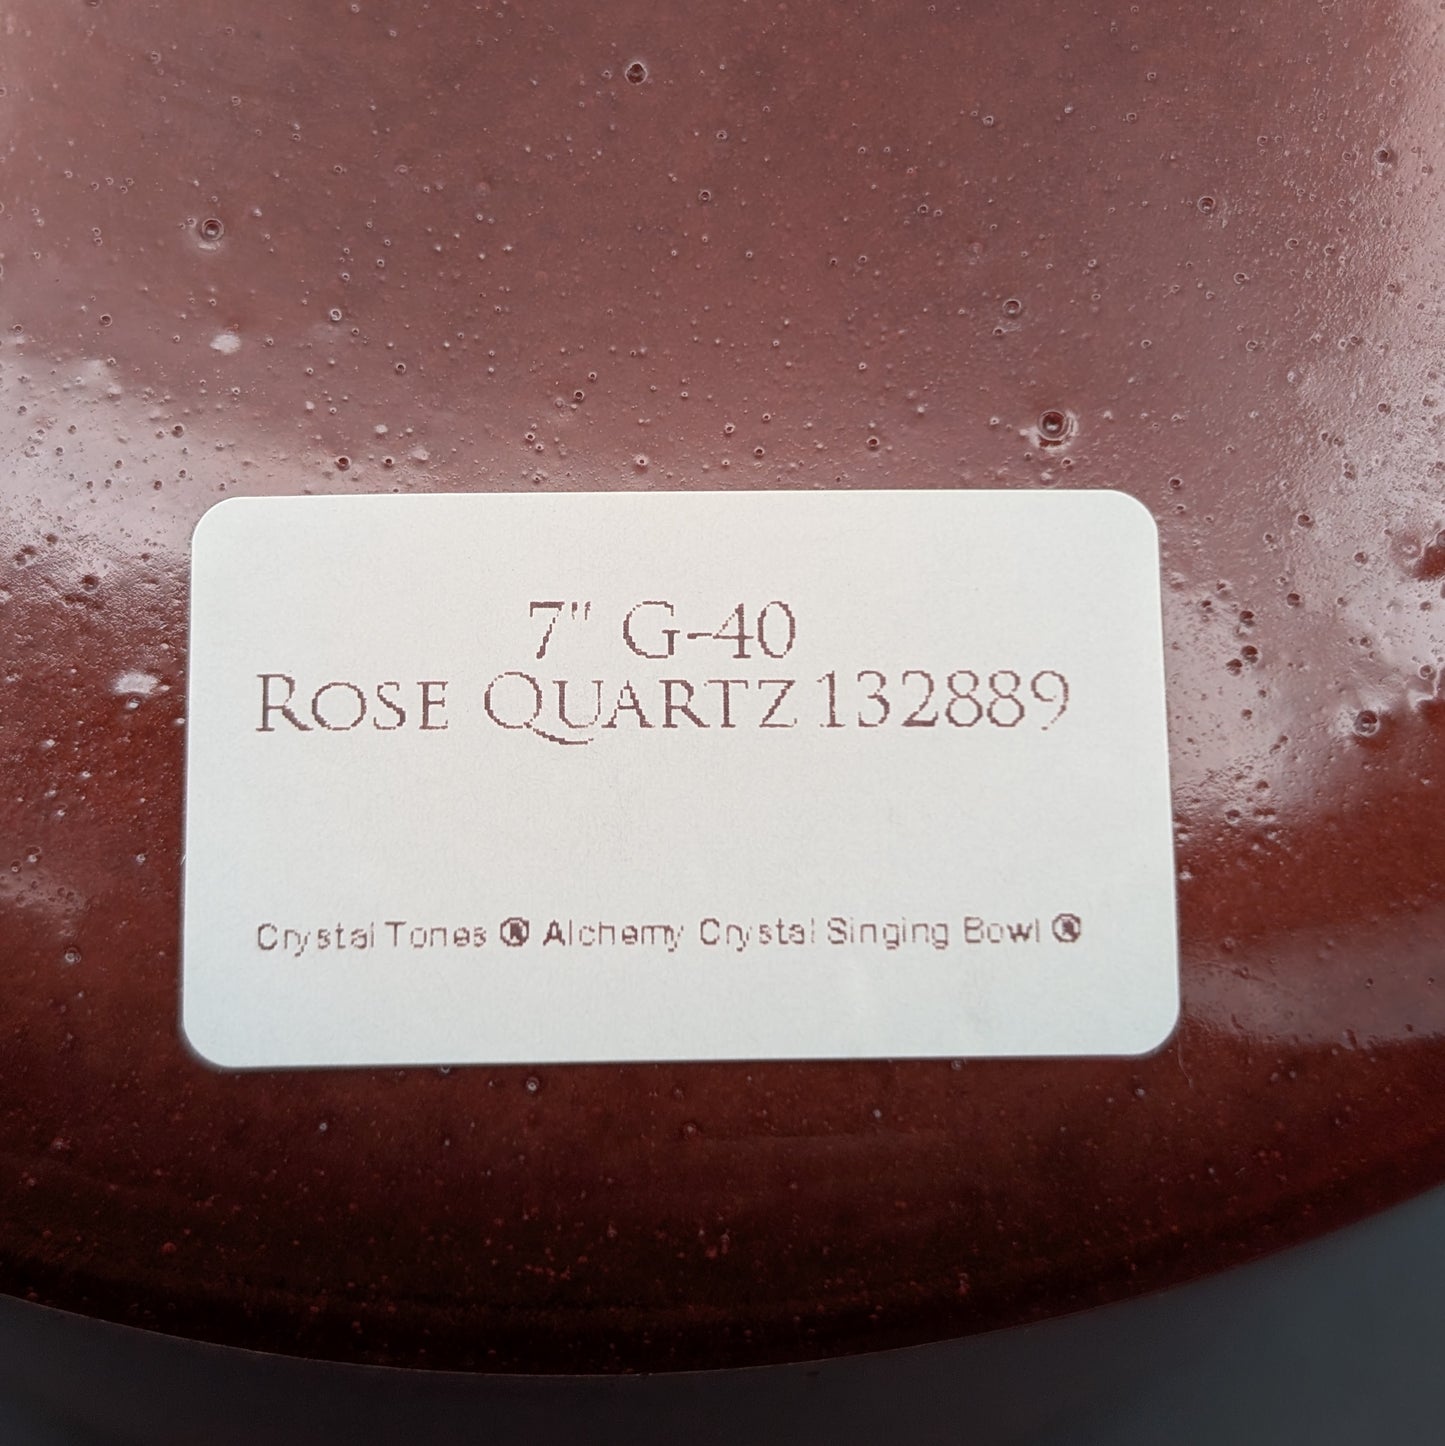 7" G-40
ROSE QUARTZ 132889
Crystal Tones ® Alchemy Crystal Singing Bowl ®